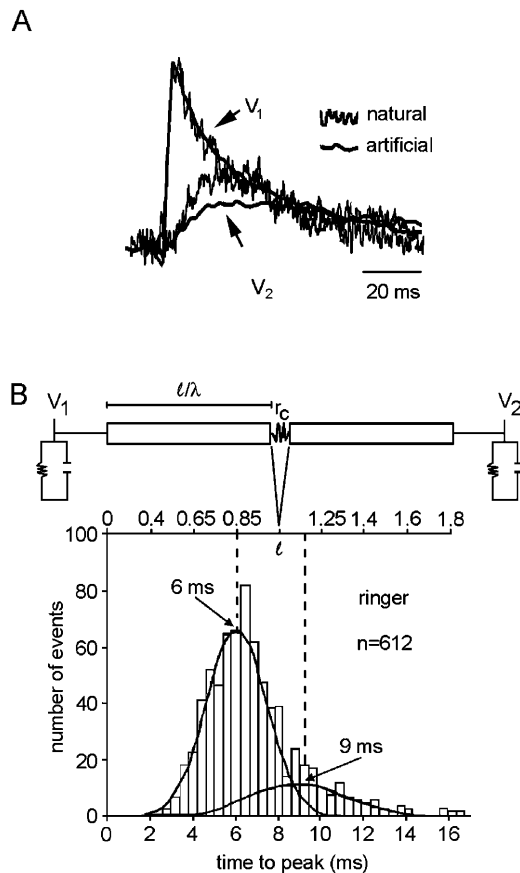 A
V1
natural
artificial
V2
20 ms
B
V1
ℓ/λ
rc
V2
0 0.4 0.65 0.85 1.25 1.4 1.6 1.8
ℓ
100
80
60
40
20
0
number of events
6 ms
ringer
n=612
9 ms
0 2 4 6 8 10 12 14 16
time to peak (ms)